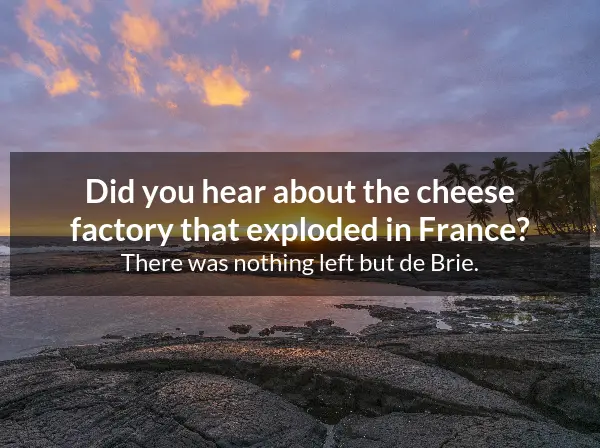 Did you hear about the cheese
factory that exploded in France?
There was nothing left but de Brie.